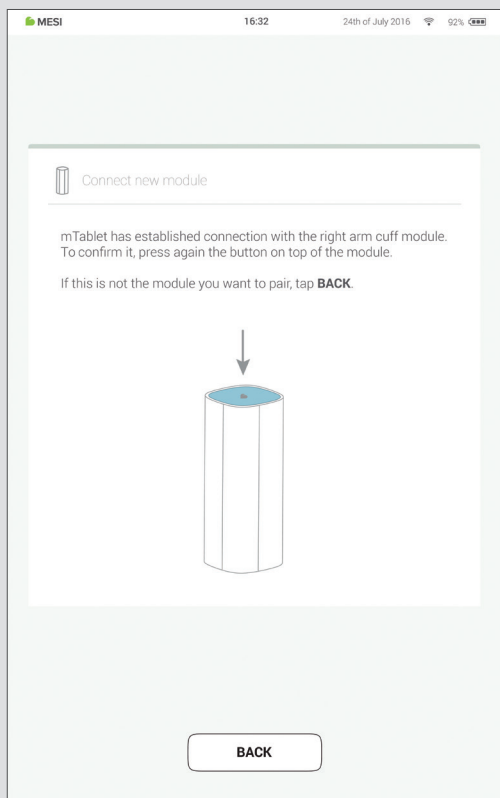 MESI 16:32 24th of July 2016 92%
Connect new module
mTablet has established connection with the right arm cuff module.
To confirm it, press again the button on top of the module.
If this is not the module you want to pair, tap BACK.
BACK